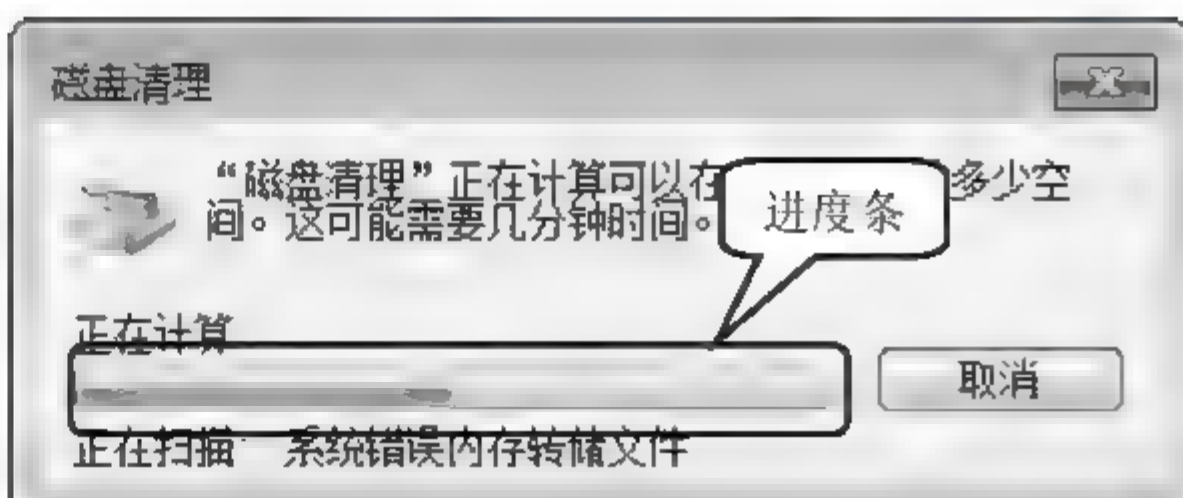 磁盘清理
“磁盘清理”正在计算可以在
多少空
间。这可能需要几分钟时间。
进度条
正在计算
取消
正在扫描 系统错误内存转储文件